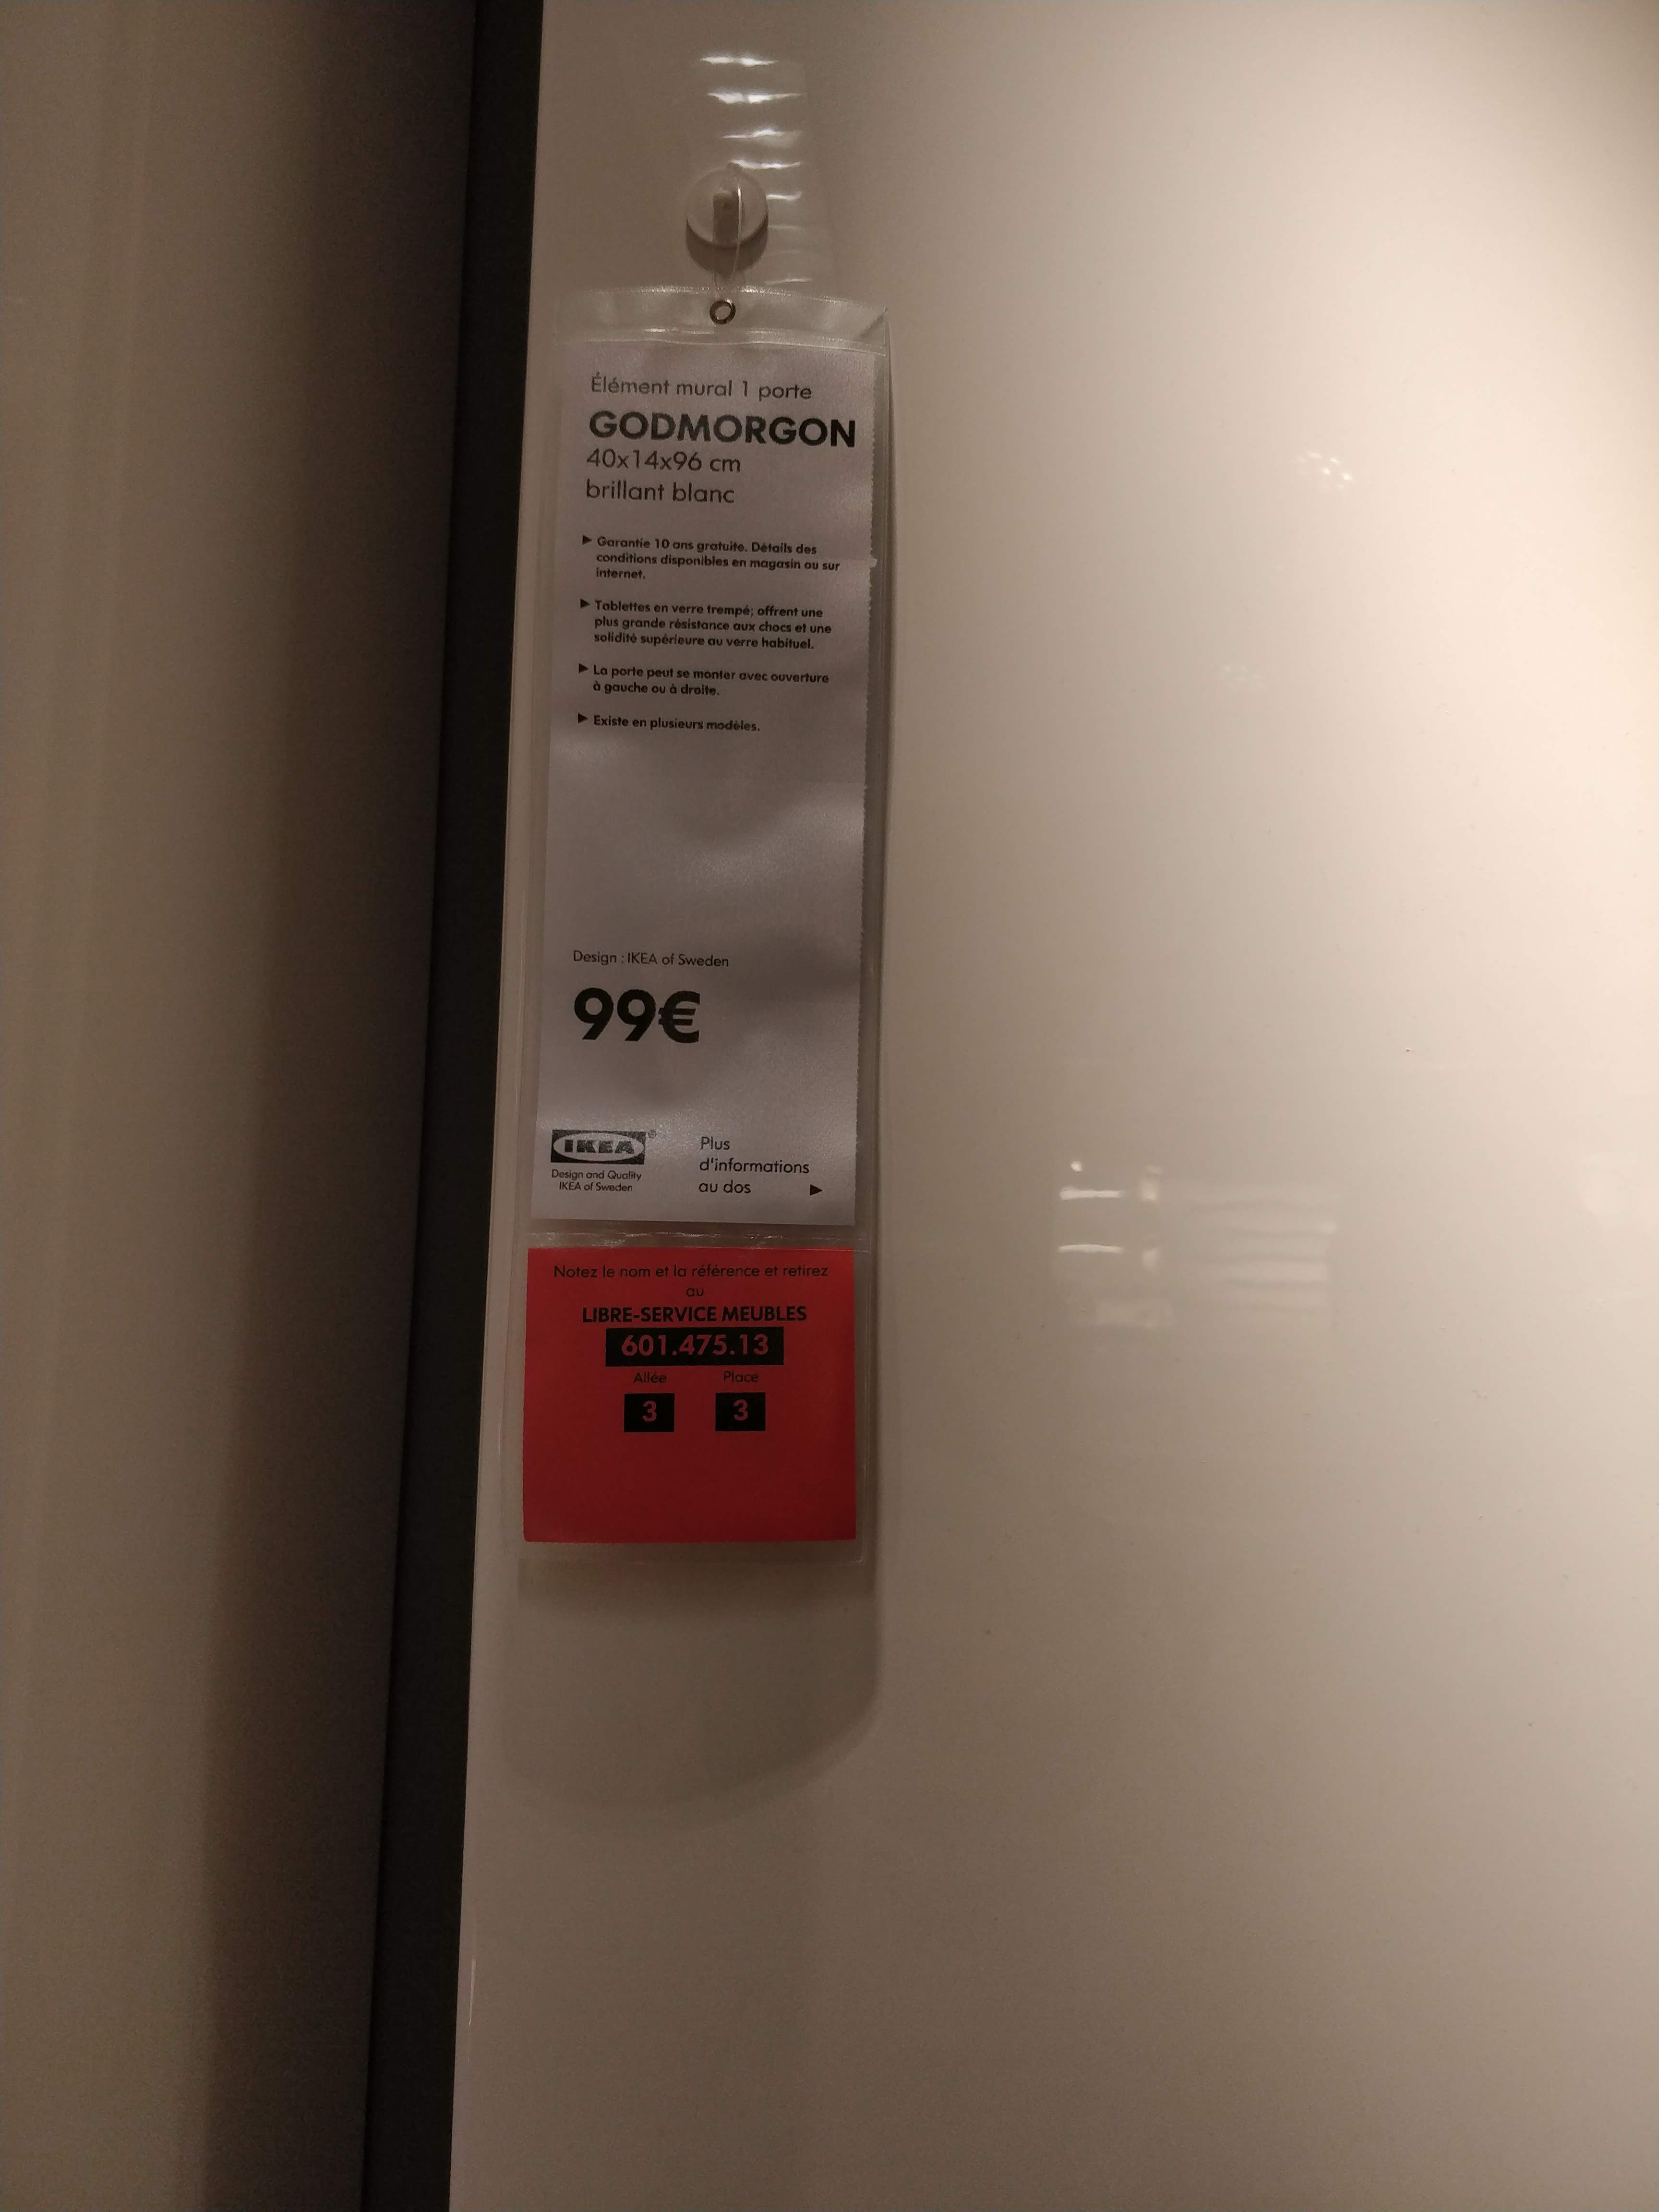 Élément mural 1 porte
GODMORGON
40x14x96 cm
brillant blanc
► Garantie 10 ans gratuite. Détails des
conditions disponibles en magasin ou sur
internet.
► Tablettes en verre trempé; offrent une
plus grande résistance aux chocs et une
solidité supérieure au verre habituel.
► La porte peut se monter avec ouverture
à gauche ou à droite.
► Existe en plusieurs modèles.
Design : IKEA of Sweden
99€
IKEA®
Design and Quality
IKEA of Sweden
Plus
d'informations
au dos ►
Notez le nom et la référence et retirez
au
LIBRE-SERVICE MEUBLES
601.475.13
Allée Place
3 3